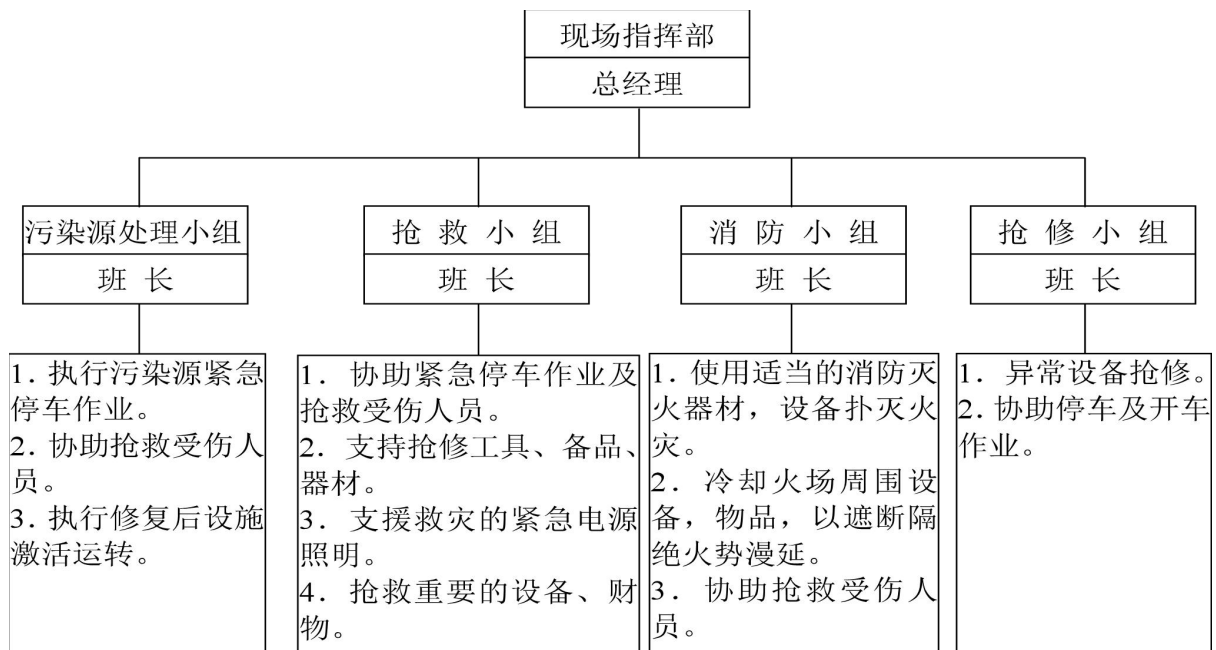 现场指挥部
总经理
污染源处理小组
班 长
抢 救 小 组
班 长
消 防 小 组
班 长
抢 修 小 组
班 长
1. 执行污染源紧急
停车作业。
2. 协助抢救受伤人
员。
3. 执行修复后设施
激活运转。
1. 协助紧急停车作业及
抢救受伤人员。
2. 支持抢修工具、备品、
器材。
3. 支援救灾的紧急电源
照明。
4. 抢救重要的设备、财
物。
1. 使用适当的消防灭
火器材，设备扑灭火
灾。
2. 冷却火场周围设
备，物品，以遮断隔
绝火势漫延。
3. 协助抢救受伤人
员。
1. 异常设备抢修。
2. 协助停车及开车
作业。